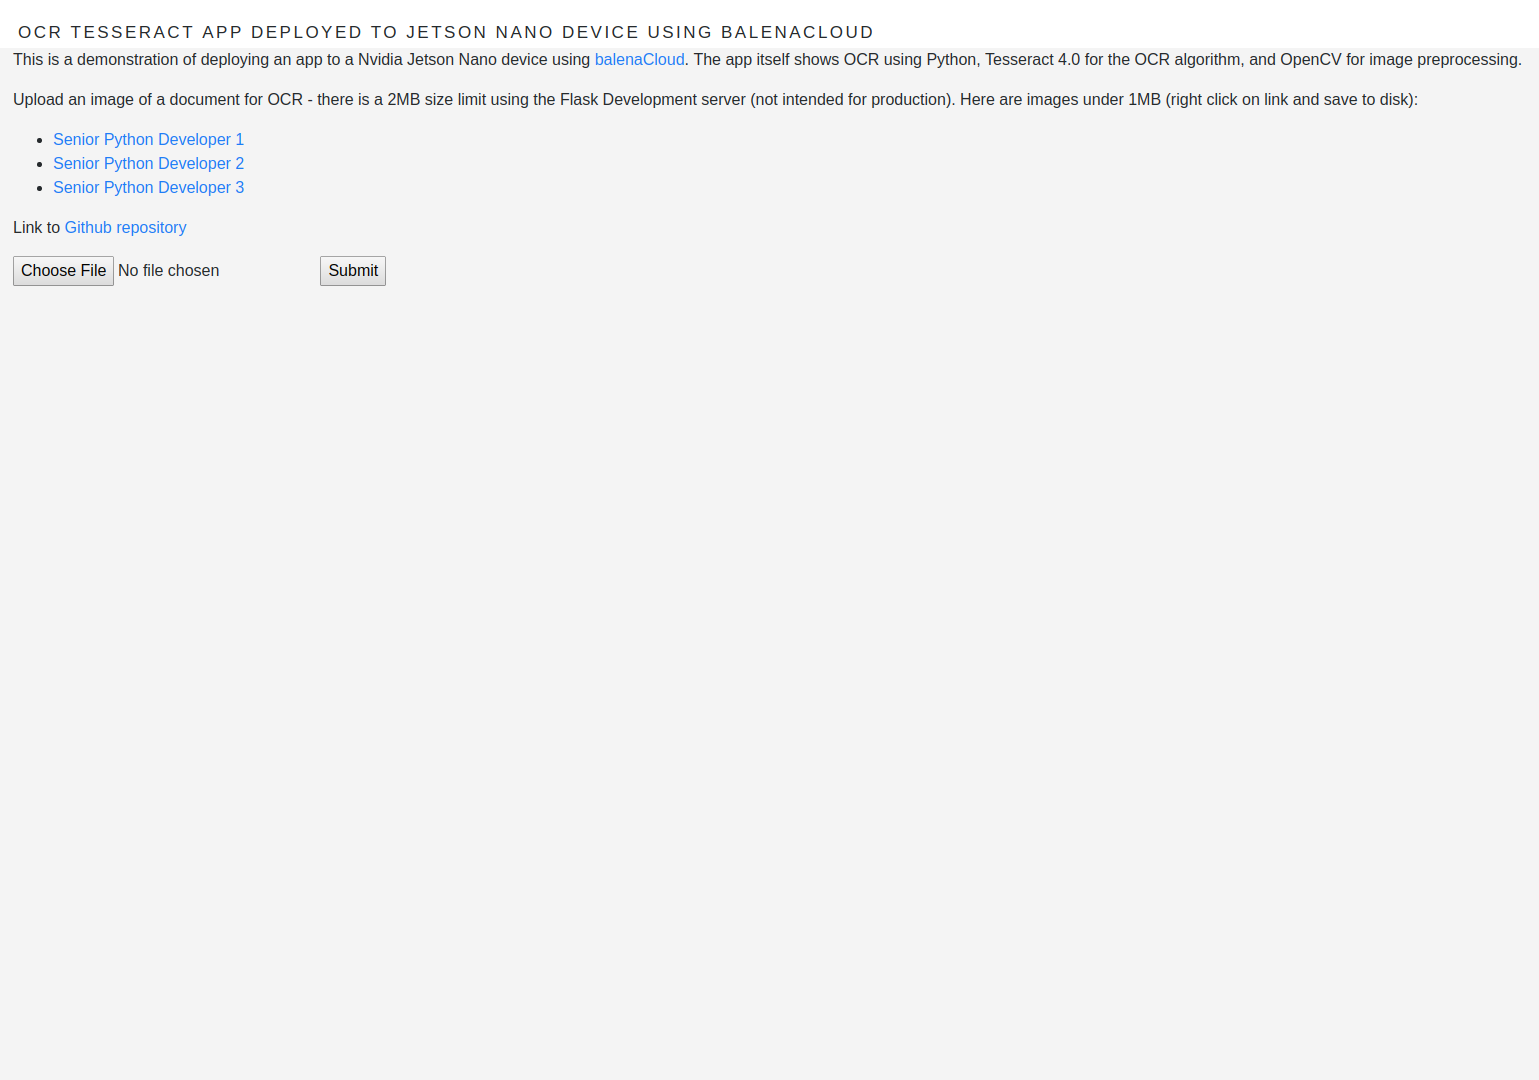 OCR TESSERACT APP DEPLOYED TO JETSON NANO DEVICE USING BALENACLOUD
This is a demonstration of deploying an app to a Nvidia Jetson Nano device using balenaCloud. The app itself shows OCR using Python, Tesseract 4.0 for the OCR algorithm, and OpenCV for image preprocessing.
Upload an image of a document for OCR - there is a 2MB size limit using the Flask Development server (not intended for production). Here are images under 1MB (right click on link and save to disk):
Senior Python Developer 1
Senior Python Developer 2
Senior Python Developer 3
Link to Github repository
Choose File No file chosen Submit